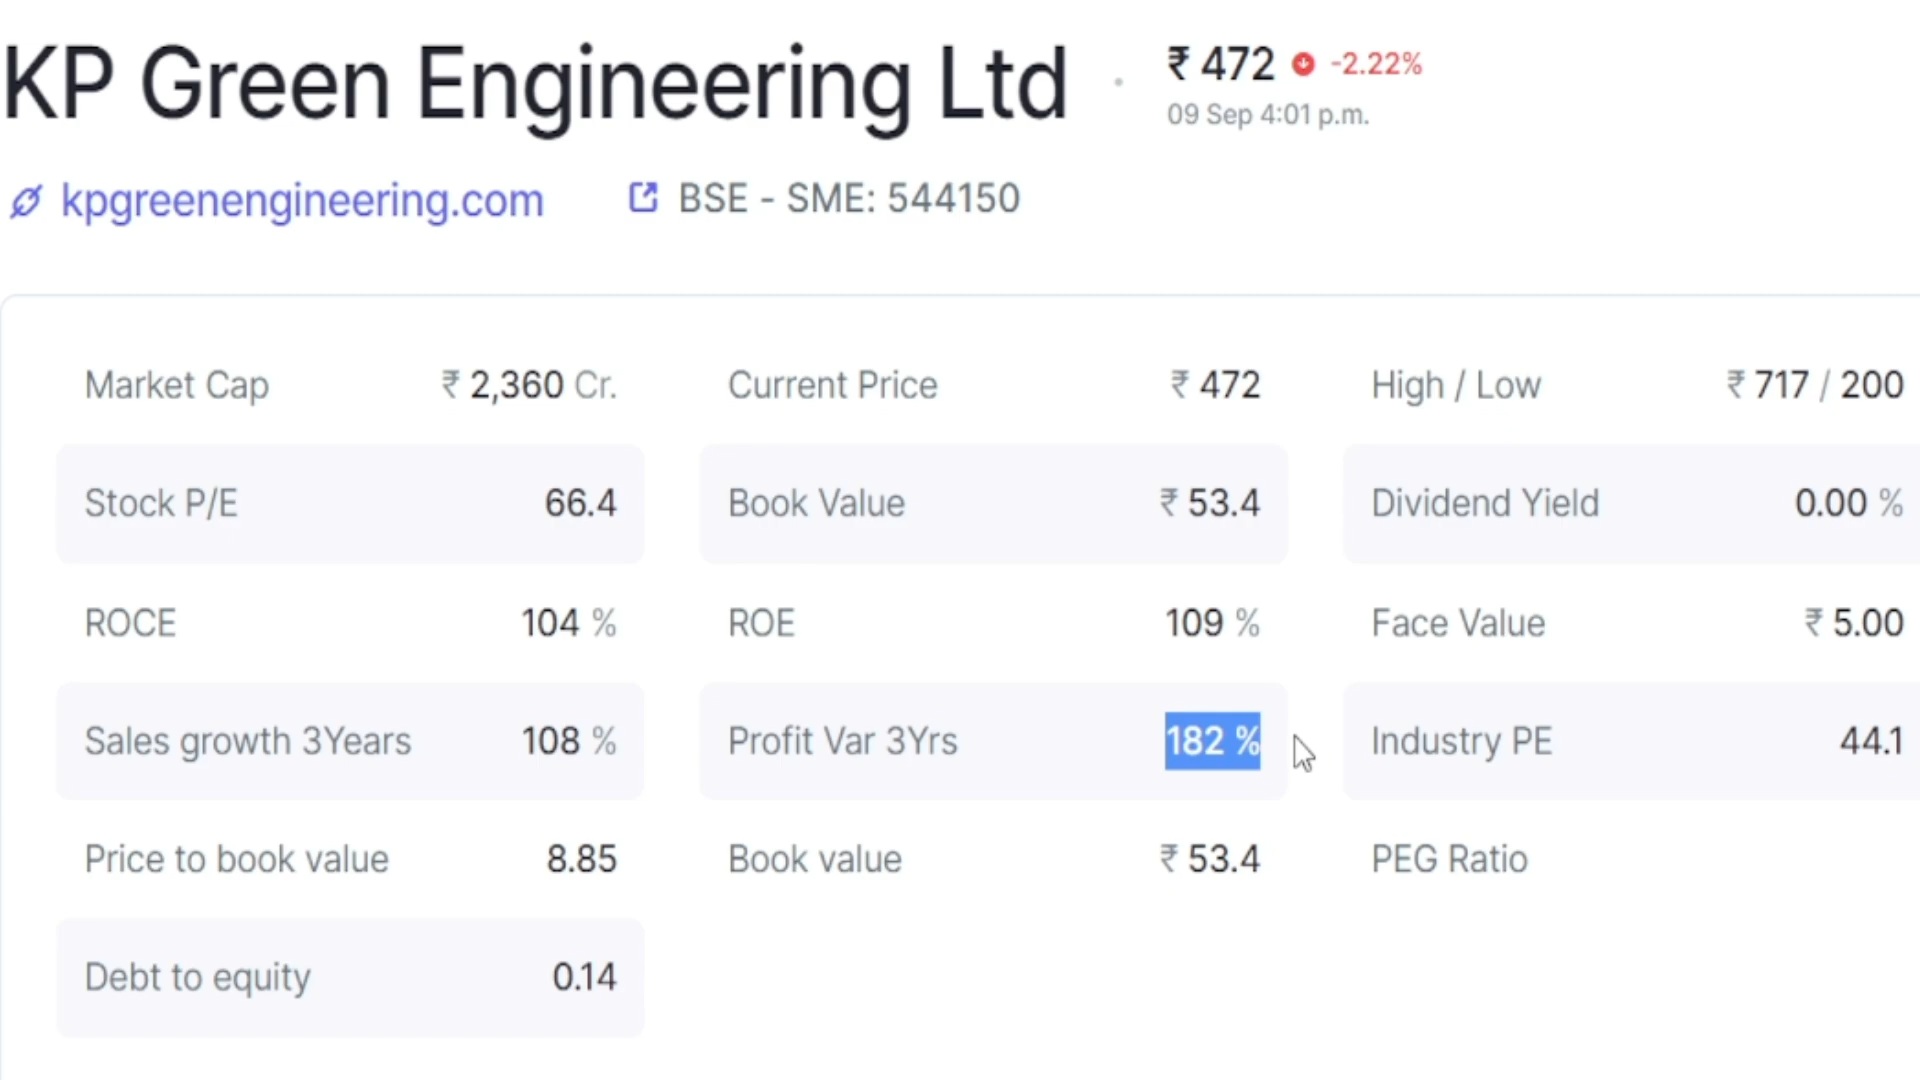 KP Green Engineering Ltd
₹ 472 -2.22%
09 Sep 4:01 p.m.
kpgreenengineering.com BSE - SME: 544150
Market Cap ₹ 2,360 Cr. Current Price ₹ 472 High / Low ₹ 717 / 200
Stock P/E 66.4 Book Value ₹ 53.4 Dividend Yield 0.00 %
ROCE 104 % ROE 109 % Face Value ₹ 5.00
Sales growth 3Years 108 % Profit Var 3Yrs 182 % Industry PE 44.1
Price to book value 8.85 Book value ₹ 53.4 PEG Ratio
Debt to equity 0.14